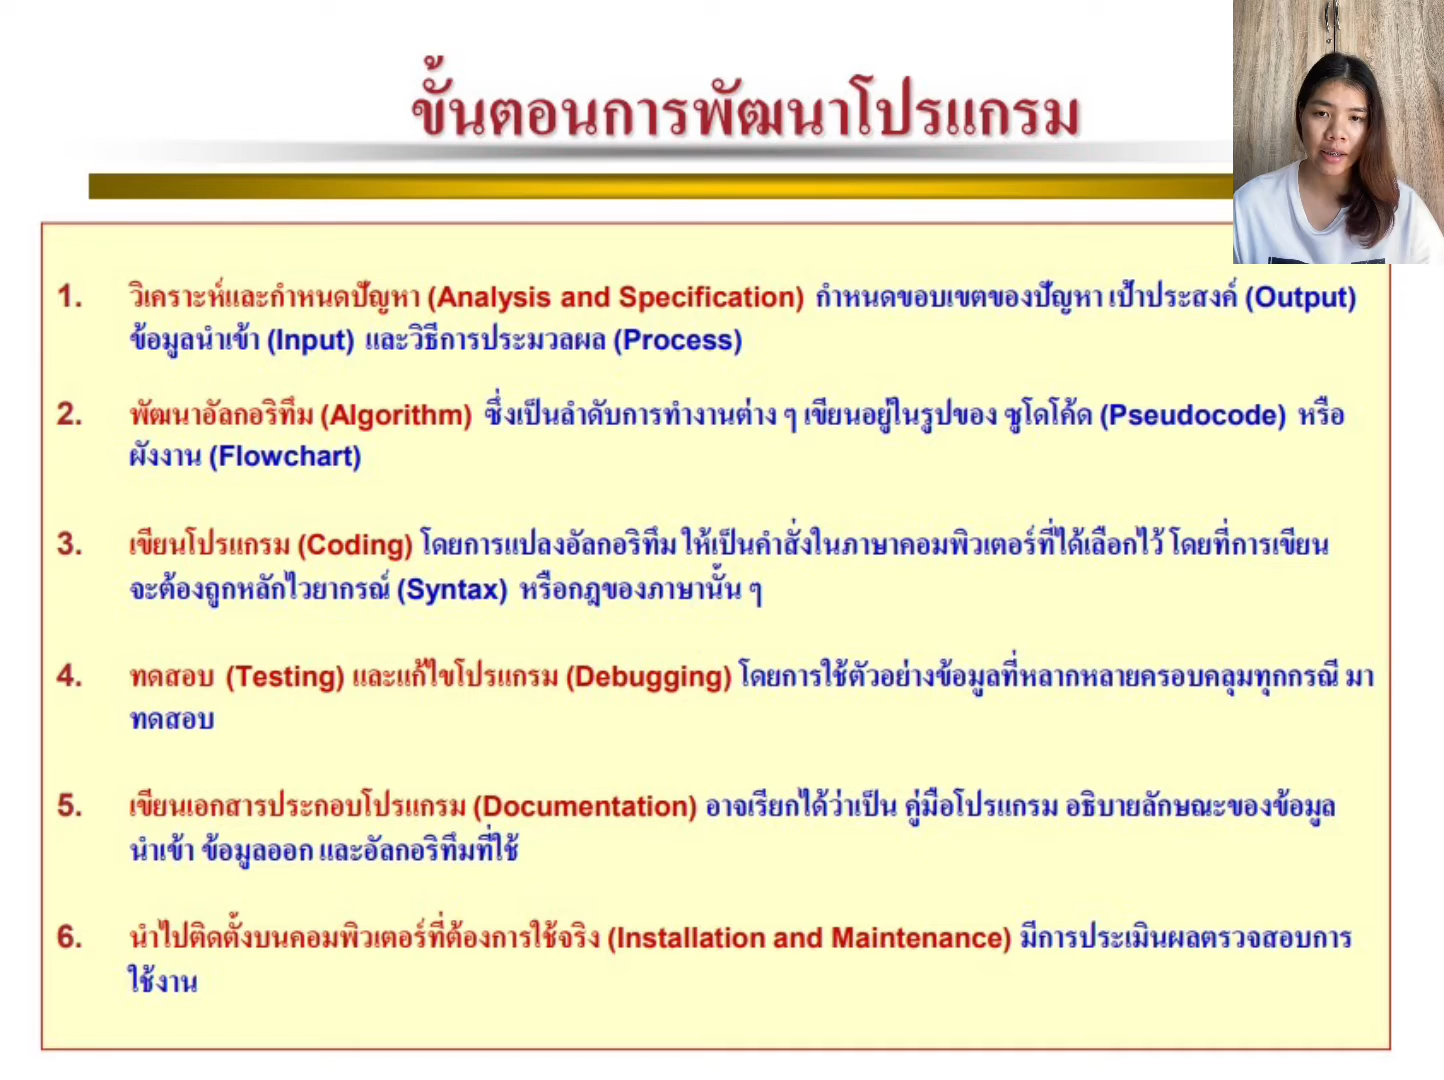 ขั้นตอนการพัฒนาโปรแกรม
1. วิเคราะห์และกำหนดปัญหา (Analysis and Specification) กำหนดขอบเขตของปัญหา เป้าประสงค์ (Output)
ข้อมูลนำเข้า (Input) และวิธีการประมวลผล (Process)
2. พัฒนาอัลกอริทึม (Algorithm) ซึ่งเป็นลำดับการทำงานต่าง ๆ เขียนอยู่ในรูปของ ซูโดโค้ด (Pseudocode) หรือ
ผังงาน (Flowchart)
3. เขียนโปรแกรม (Coding) โดยการแปลงอัลกอริทึม ให้เป็นคำสั่งในภาษาคอมพิวเตอร์ที่ได้เลือกไว้ โดยที่การเขียน
จะต้องถูกหลักไวยากรณ์ (Syntax) หรือกฎของภาษานั้น ๆ
4. ทดสอบ (Testing) และแก้ไขโปรแกรม (Debugging) โดยการใช้ตัวอย่างข้อมูลที่หลากหลายครอบคลุมทุกกรณี มา
ทดสอบ
5. เขียนเอกสารประกอบโปรแกรม (Documentation) อาจเรียกได้ว่าเป็น คู่มือโปรแกรม อธิบายลักษณะของข้อมูล
นำเข้า ข้อมูลออก และอัลกอริทึมที่ใช้
6. นำไปติดตั้งบนคอมพิวเตอร์ที่ต้องการใช้จริง (Installation and Maintenance) มีการประเมินผลตรวจสอบการ
ใช้งาน